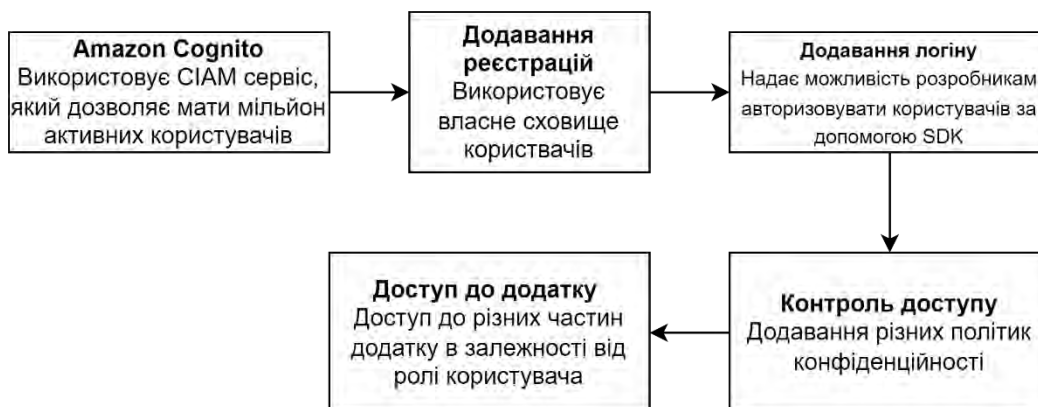 Amazon Cognito
Використовує CIAM сервіс,
який дозволяє мати мільйон
активних користувачів
Додавання
реєстрацій
Використовує
власне сховище
користвачів
Додавання логіну
Надає можливість розробникам
авторизовувати користувачів за
допомогою SDK
Контроль доступу
Додавання різних політик
конфіденційності
Доступ до додатку
Доступ до різних частин
додатку в залежності від
ролі користувача